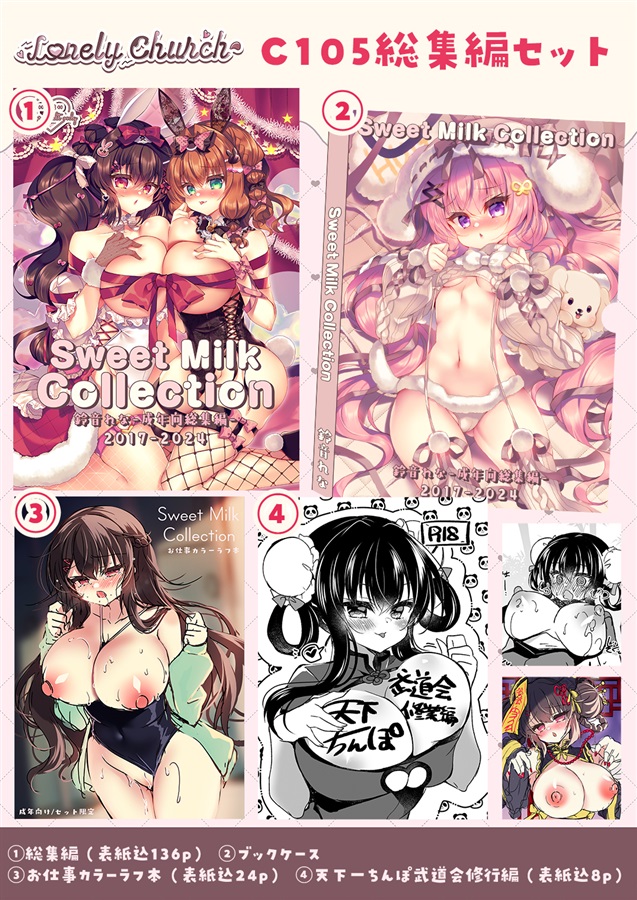 Lonely Church
C105総集編セット
①
Sweet Milk
Collection
鈴音れな-成年向総集編-
2017-2024
②
Sweet Milk Collection
Sweet Milk Collection
鈴音れな
鈴音れな-成年向総集編-
2017-2024
③
Sweet Milk
Collection
お仕事カラーラフ本
成年向け/セット限定
④
R18
天下一
ちんぽ
武道会
修業編
①総集編（表紙込136p） ②ブックケース
③お仕事カラーラフ本（表紙込24p） ④天下一ちんぽ武道会修行編（表紙込8p）